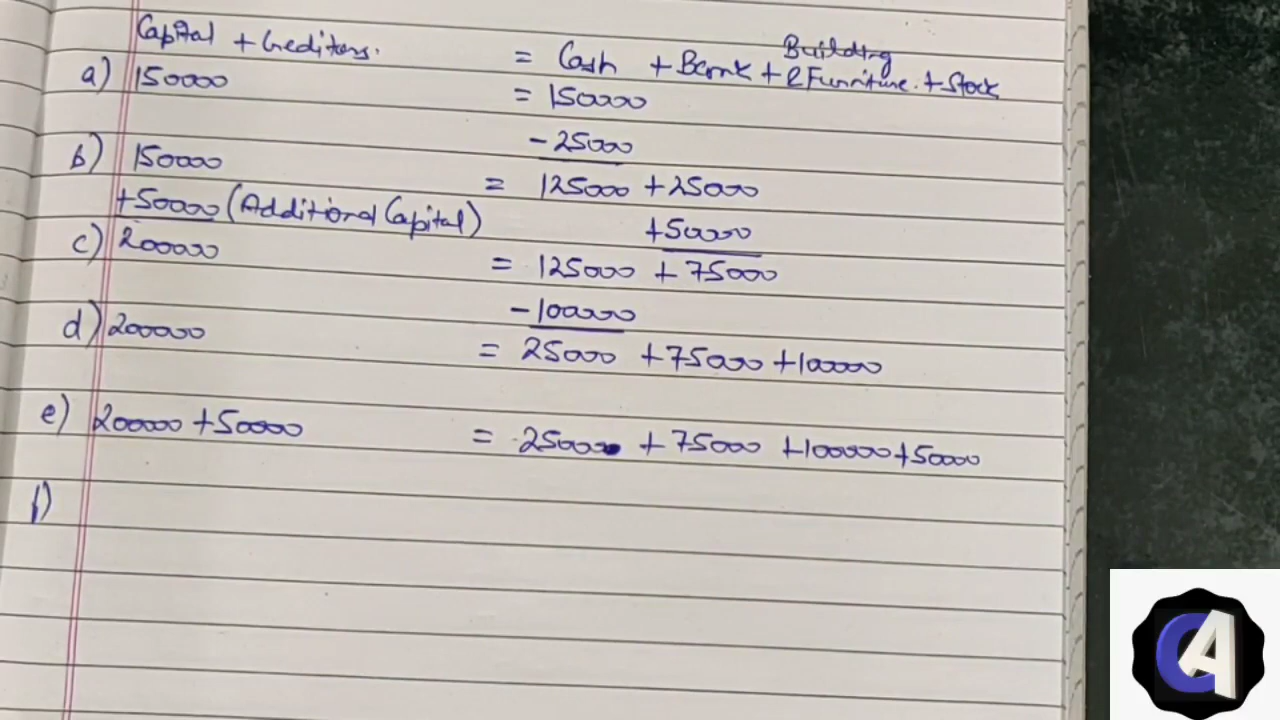 Building
Capital + Creditors. = Cash + Bank + & Furniture. + Stock
a) 150000 = 150000
- 25000
b) 150000 = 125000 + 25000
+50000 (Additional Capital) +50000
c) 200000 = 125000 + 75000
- 100000
d) 200000 = 25000 + 75000 + 100000
e) 200000 + 50000 = 25000 + 75000 + 100000 + 50000
f)
CA